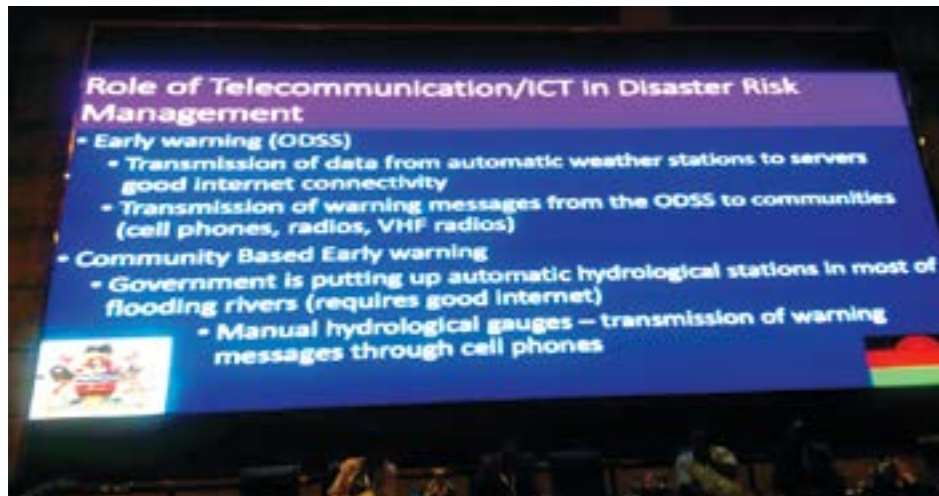 Role of Telecommunication/ICT in Disaster Risk
Management
• Early warning (ODSS)
• Transmission of data from automatic weather stations to servers
good internet connectivity
• Transmission of warning messages from the ODSS to communities
(cell phones, radios, VHF radios)
• Community Based Early warning
• Government is putting up automatic hydrological stations in most of
flooding rivers (requires good internet)
• Manual hydrological gauges – transmission of warning
messages through cell phones